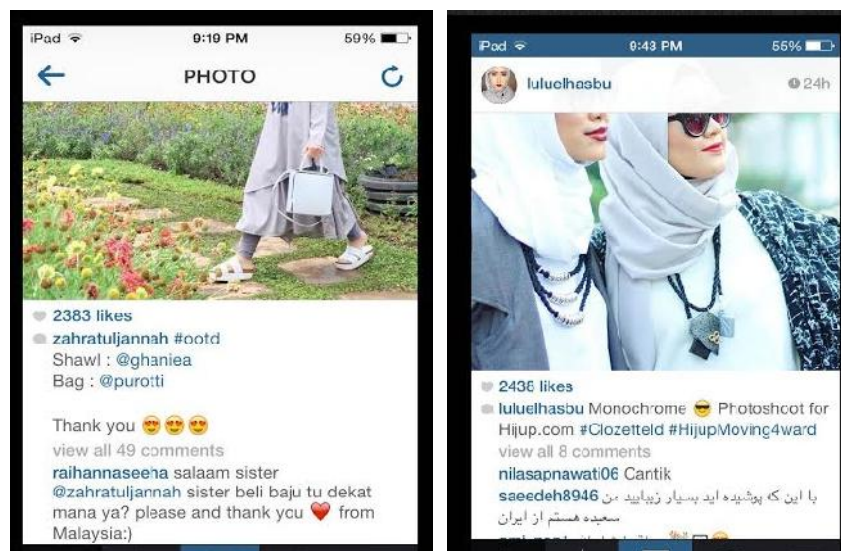 iPad 9:19 PM 59%
PHOTO
2383 likes
zahratuljannah #ootd
Shawl : @ghaniea
Bag : @purotti
Thank you 😍 😍 😍
view all 49 comments
raihannaseeha salaam sister
@zahratuljannah sister beli baju tu dekat
mana ya? please and thank you ❤️ from
Malaysia:)
iPad 9:43 PM 55%
luluelhasbu 24h
2438 likes
luluelhasbu Monochrome 😎 Photoshoot for
Hijup.com #ClozetteId #HijupMoving4ward
view all 8 comments
nilasapnawati06 Cantik
saeedeh8946 با این که پوشیده اید بسیار زیبایید من
سعیده هستم از ایران